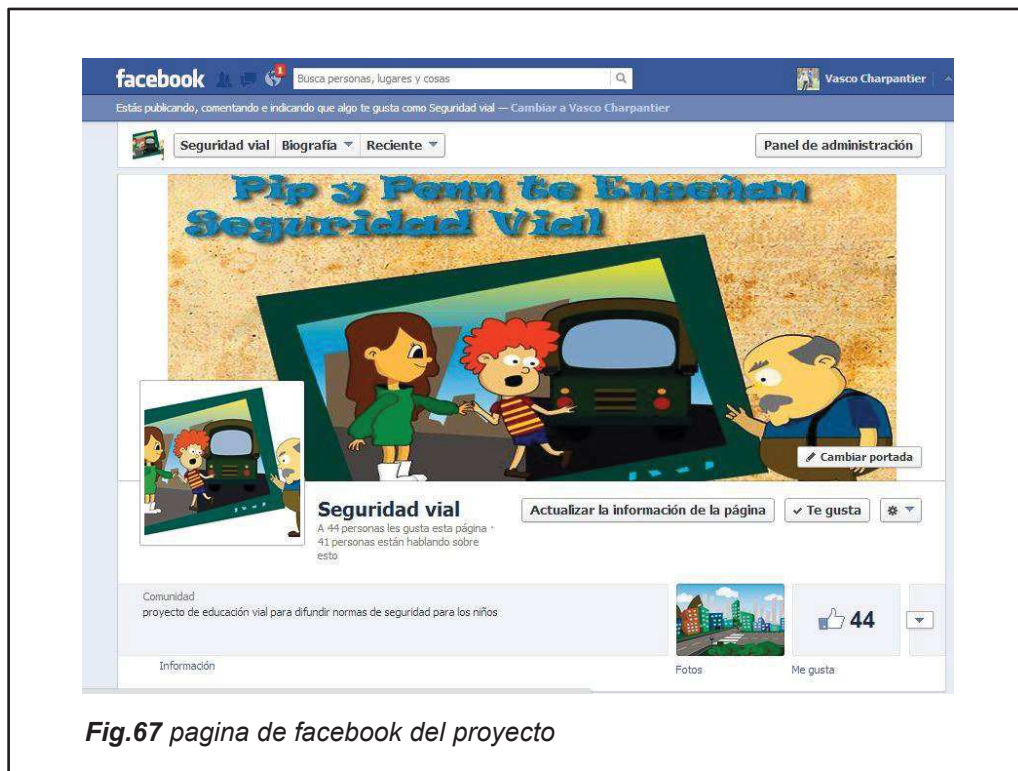 facebook
1
Busca personas, lugares y cosas
Vasco Charpantier
Estás publicando, comentando e indicando que algo te gusta como Seguridad vial — Cambiar a Vasco Charpantier
Seguridad vial Biografía Reciente
Panel de administración
Pip y Penn te Enseñan
Seguridad Vial
Cambiar portada
Seguridad vial
A 44 personas les gusta esta página ·
41 personas están hablando sobre
esto
Actualizar la información de la página
Te gusta
Comunidad
proyecto de educación vial para difundir normas de seguridad para los niños
44
Información
Fotos
Me gusta
Fig.67 pagina de facebook del proyecto